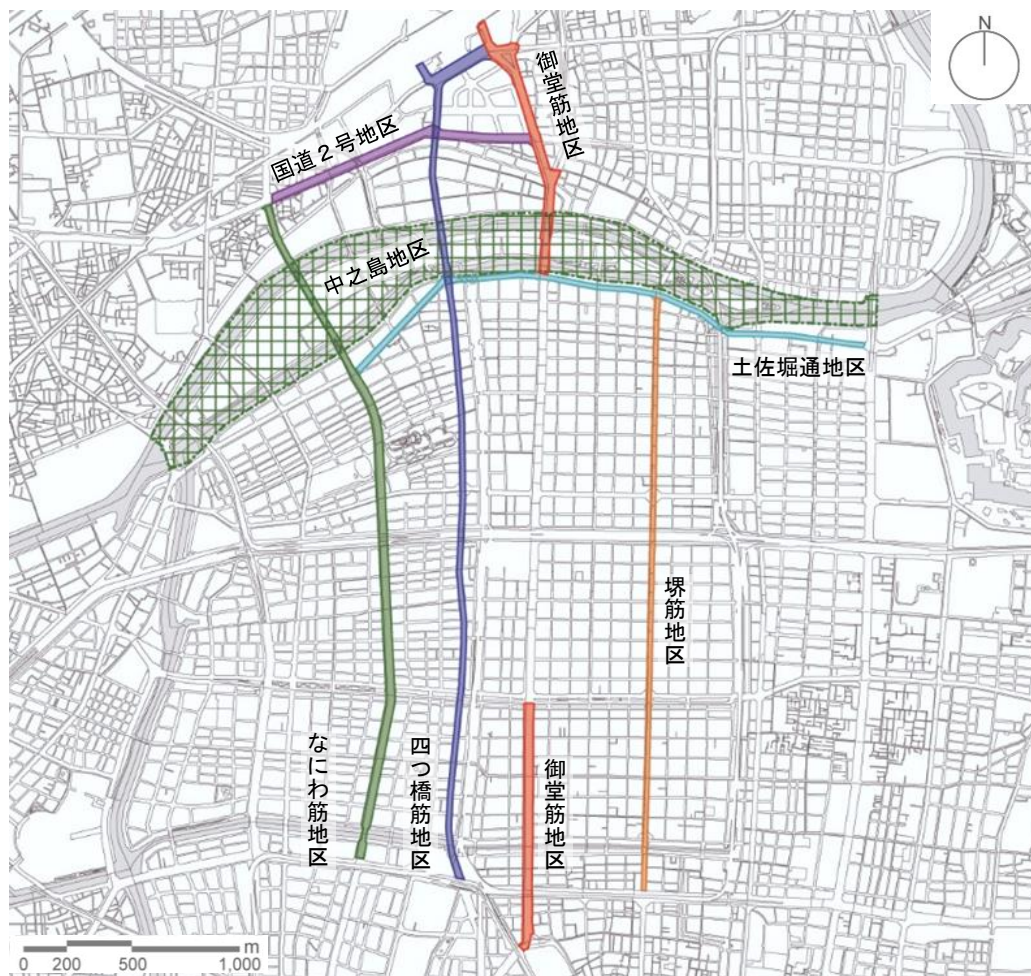 N
御堂筋地区
国道２号地区
中之島地区
土佐堀通地区
堺筋地区
なにわ筋地区
四つ橋筋地区
御堂筋地区
m
0 200 500 1,000